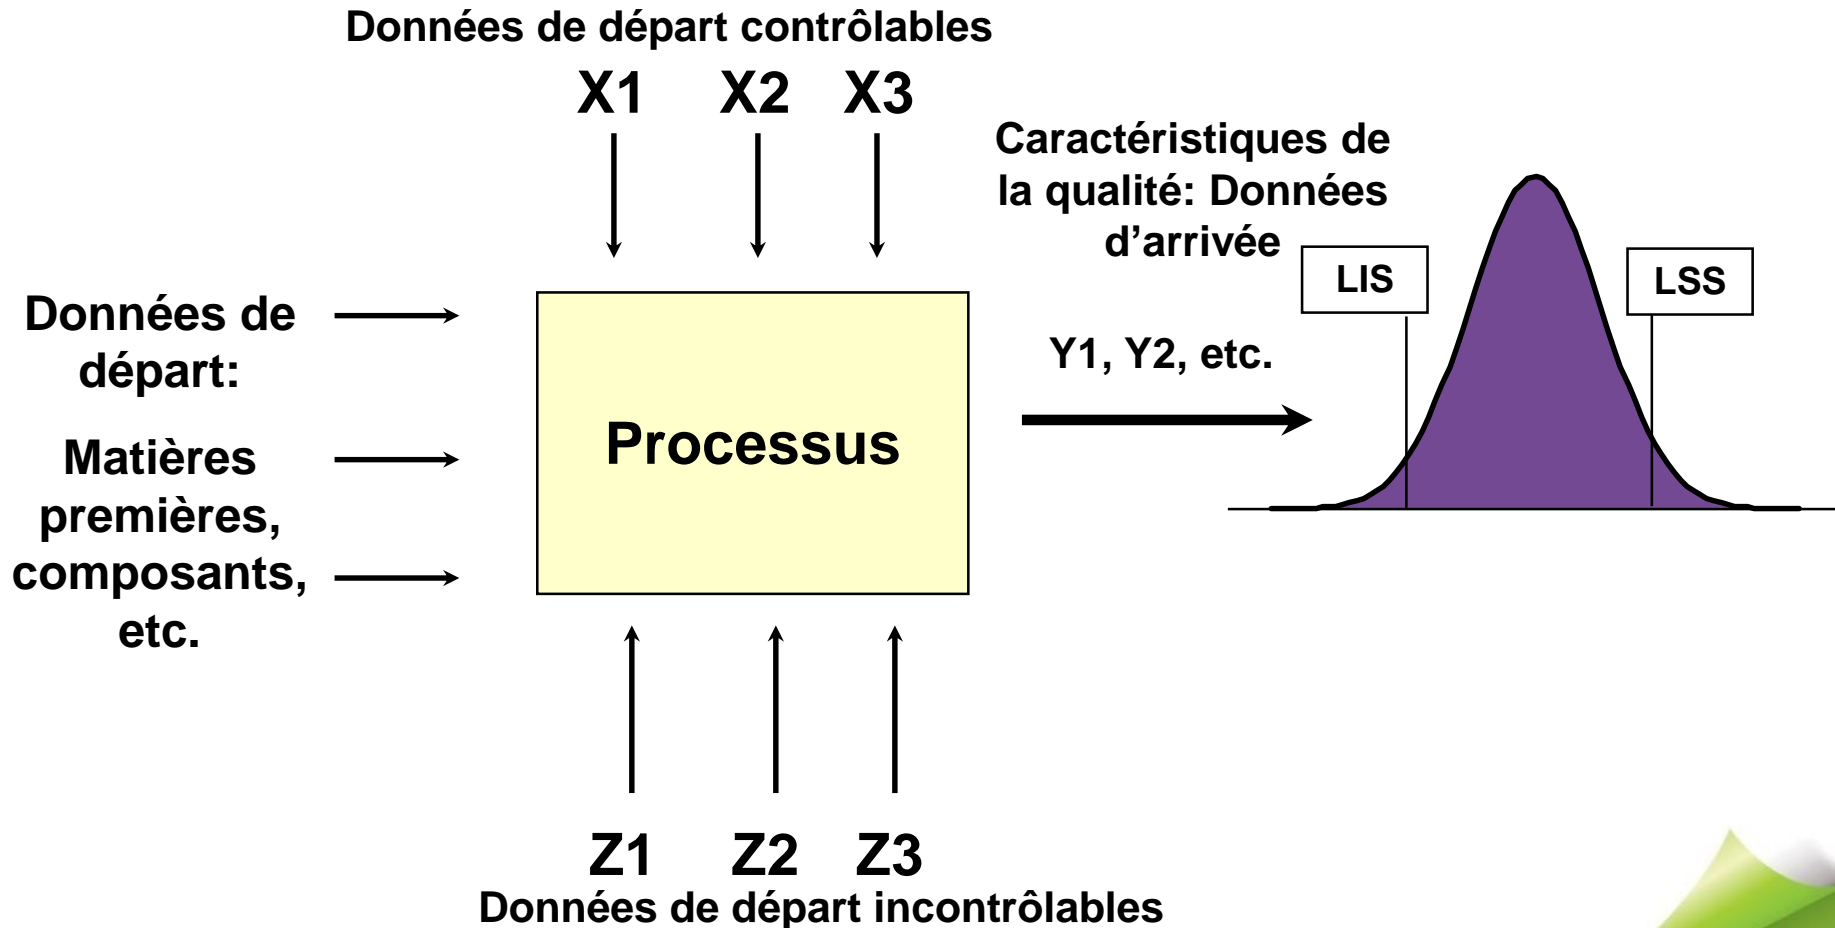 Données de départ contrôlables
X1 X2 X3
Caractéristiques de
la qualité: Données
d’arrivée
LIS
LSS
Données de
départ:
Y1, Y2, etc.
Processus
Matières
premières,
composants,
etc.
Z1 Z2 Z3
Données de départ incontrôlables